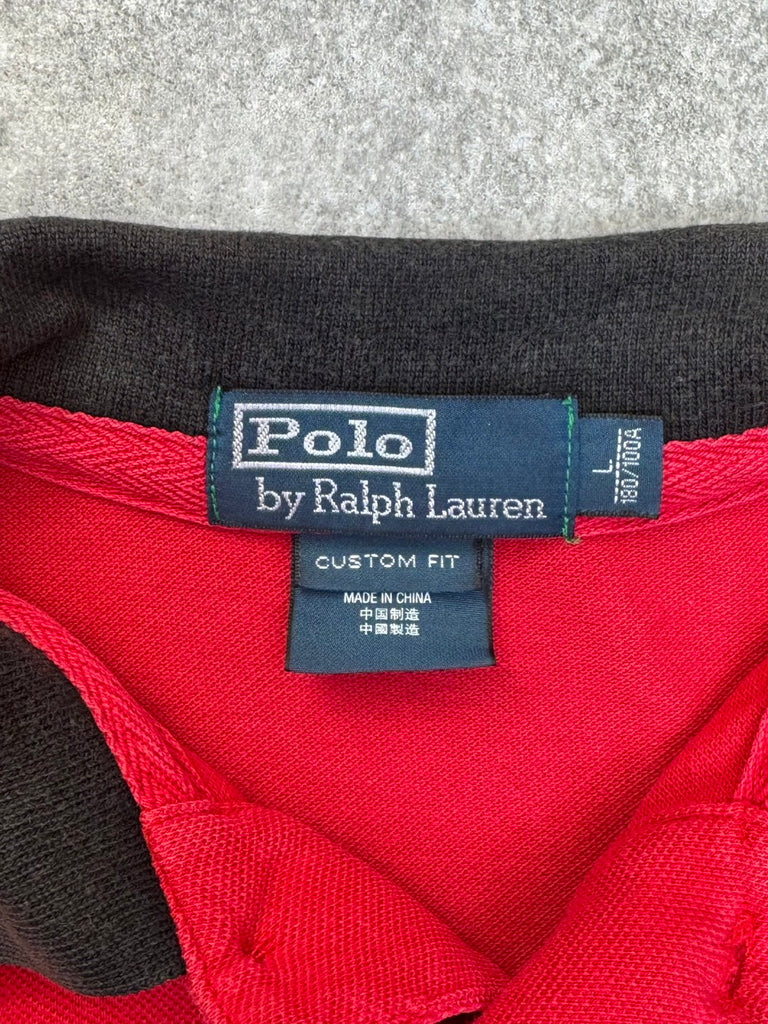 Polo
by Ralph Lauren
L
180/100A
CUSTOM FIT
MADE IN CHINA
中国制造
中國製造